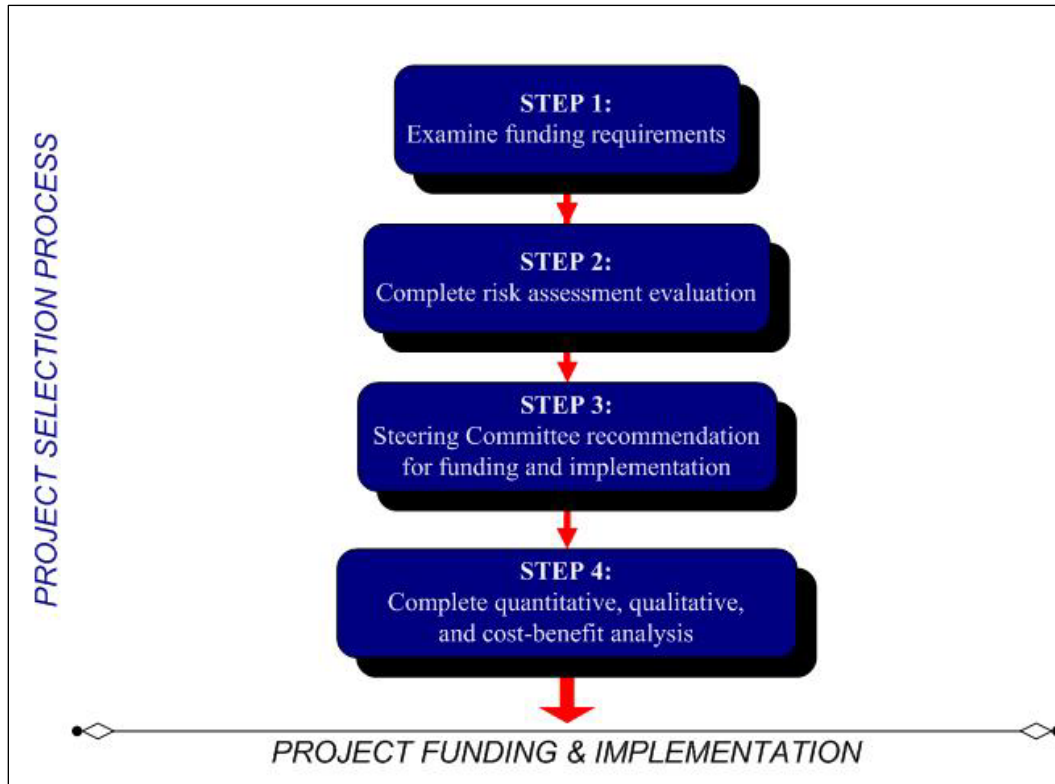 PROJECT SELECTION PROCESS
STEP 1:
Examine funding requirements
STEP 2:
Complete risk assessment evaluation
STEP 3:
Steering Committee recommendation
for funding and implementation
STEP 4:
Complete quantitative, qualitative,
and cost-benefit analysis
PROJECT FUNDING & IMPLEMENTATION